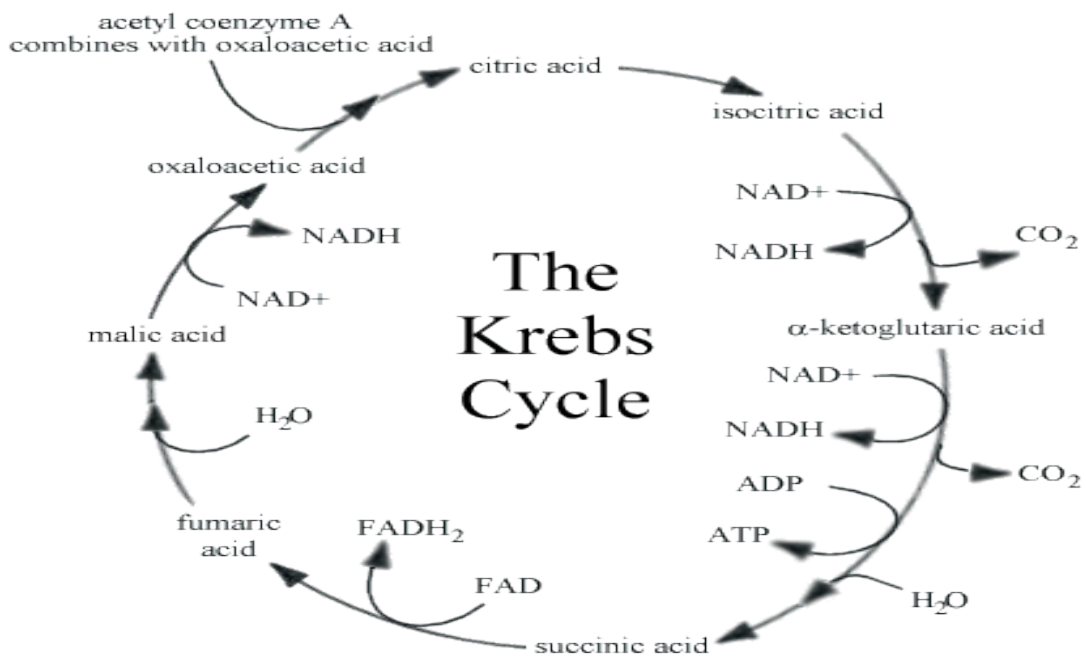 acetyl coenzyme A
combines with oxaloacetic acid
citric acid
isocitric acid
oxaloacetic acid
NAD+
NADH
CO₂
NADH
NAD+
The
Krebs
Cycle
malic acid
α-ketoglutaric acid
NAD+
NADH
CO₂
H₂O
ADP
ATP
fumaric
acid
FADH₂
FAD
H₂O
succinic acid